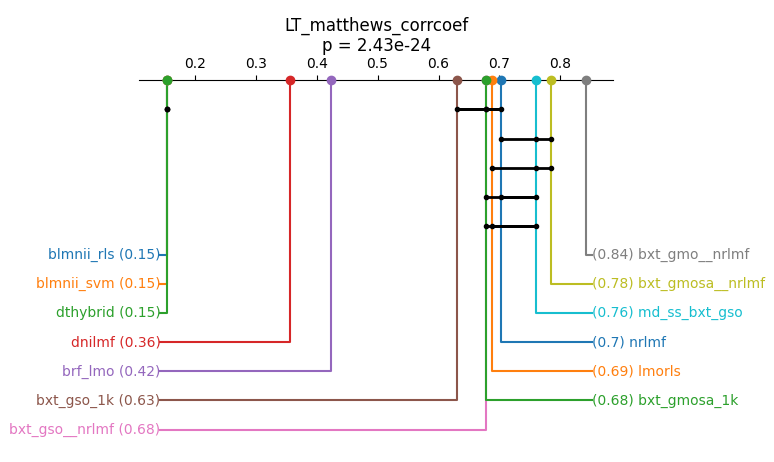 LT_matthews_corrcoef
p = 2.43e-24
0.2 0.3 0.4 0.5 0.6 0.7 0.8
blmnii_rls (0.15)
(0.84) bxt_gmo__nrlmf
blmnii_svm (0.15)
(0.78) bxt_gmosa__nrlmf
dthybrid (0.15)
(0.76) md_ss_bxt_gso
dnilmf (0.36)
(0.7) nrlmf
brf_lmo (0.42)
(0.69) lmorls
bxt_gso_1k (0.63)
(0.68) bxt_gmosa_1k
bxt_gso__nrlmf (0.68)